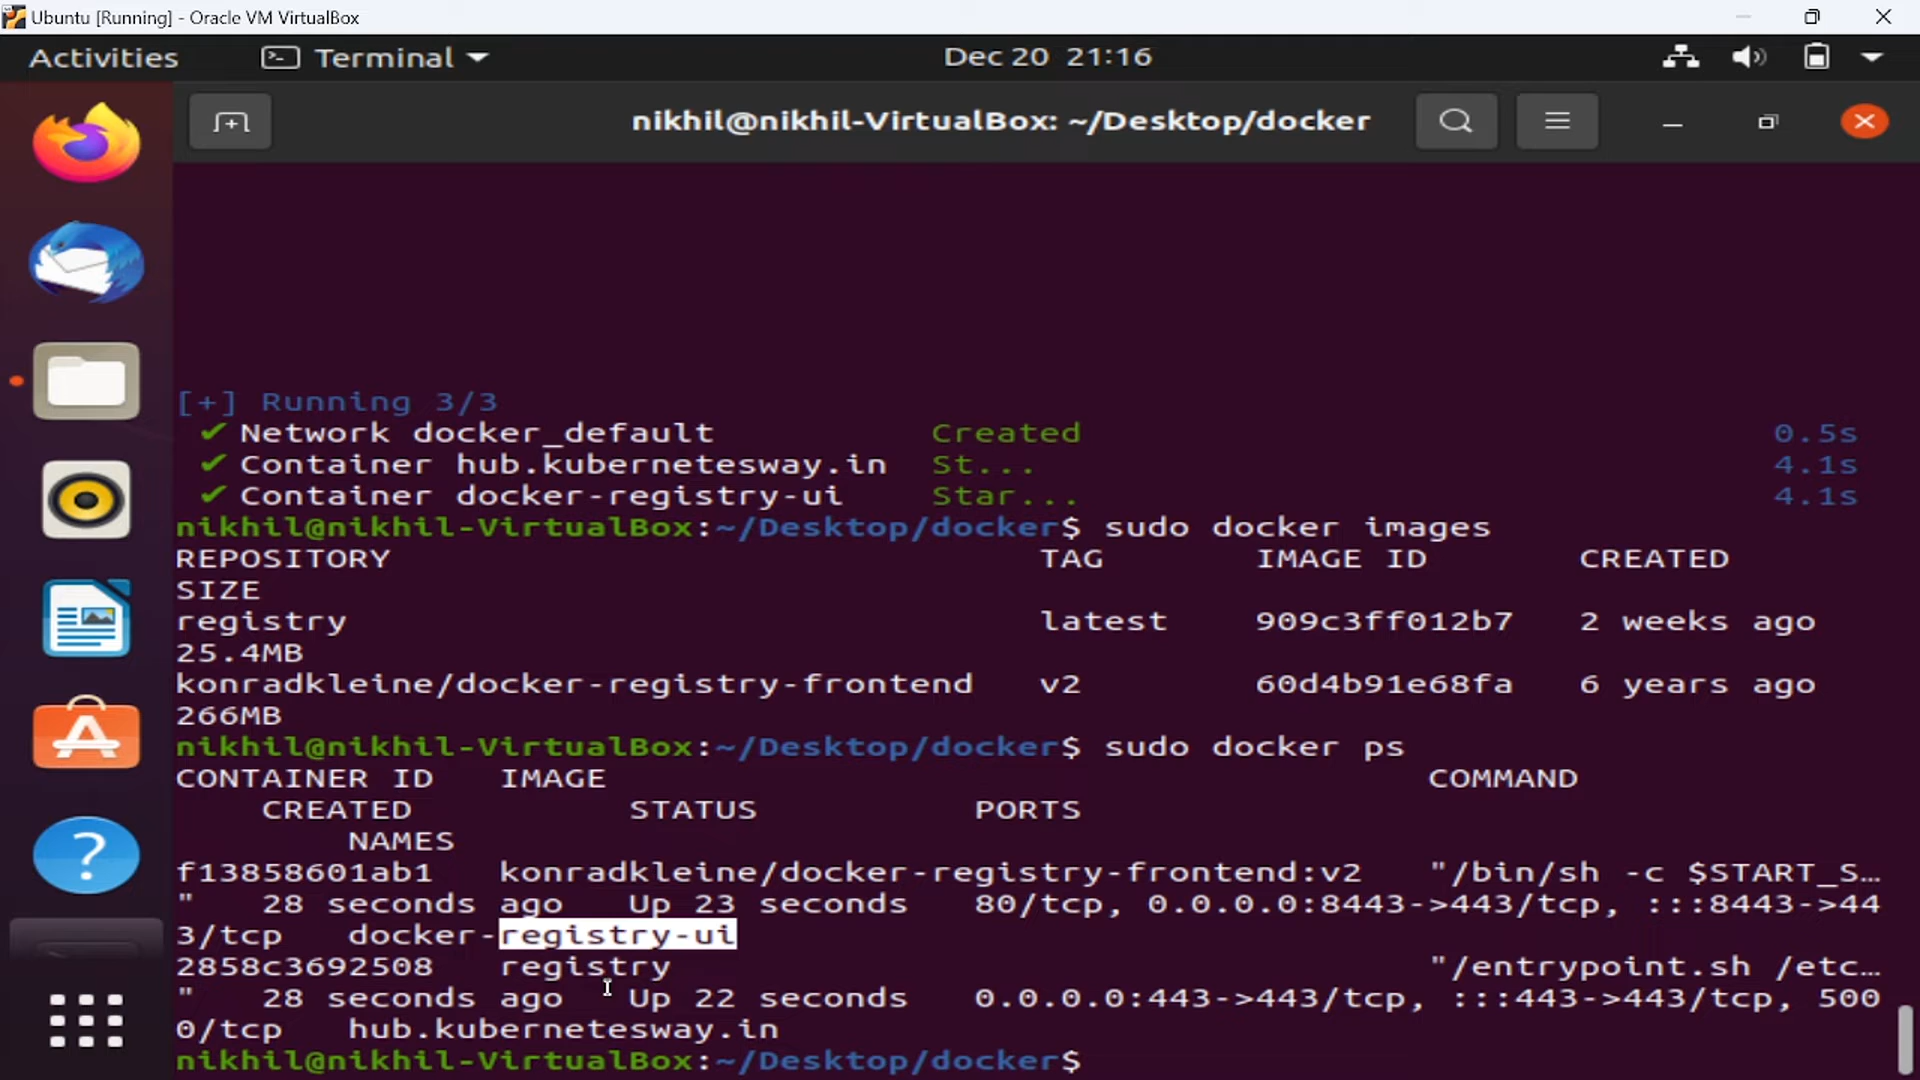 Ubuntu [Running] - Oracle VM VirtualBox
Activities Terminal Dec 20 21:16
nikhil@nikhil-VirtualBox: ~/Desktop/docker
[+] Running 3/3
✔ Network docker_default Created 0.5s
✔ Container hub.kubernetesway.in St... 4.1s
✔ Container docker-registry-ui Star... 4.1s
nikhil@nikhil-VirtualBox:~/Desktop/docker$ sudo docker images
REPOSITORY TAG IMAGE ID CREATED
SIZE
registry latest 909c3ff012b7 2 weeks ago
25.4MB
konradkleine/docker-registry-frontend v2 60d4b91e68fa 6 years ago
266MB
nikhil@nikhil-VirtualBox:~/Desktop/docker$ sudo docker ps
CONTAINER ID IMAGE COMMAND
CREATED STATUS PORTS
NAMES
f13858601ab1 konradkleine/docker-registry-frontend:v2 "/bin/sh -c $START_S…
" 28 seconds ago Up 23 seconds 80/tcp, 0.0.0.0:8443->443/tcp, :::8443->44
3/tcp docker-registry-ui
2858c3692508 registry "/entrypoint.sh /etc…
" 28 seconds ago Up 22 seconds 0.0.0.0:443->443/tcp, :::443->443/tcp, 500
0/tcp hub.kubernetesway.in
nikhil@nikhil-VirtualBox:~/Desktop/docker$